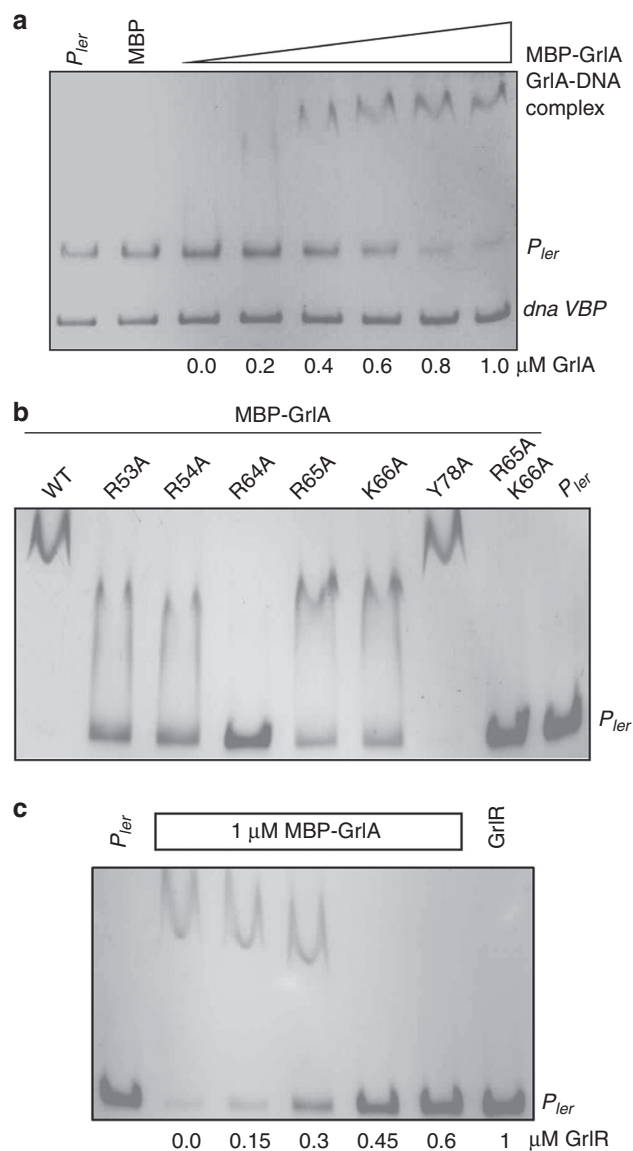 a
Pler
MBP
MBP-GrlA
GrlA-DNA
complex
Pler
dna VBP
0.0 0.2 0.4 0.6 0.8 1.0 μM GrlA
b
MBP-GrlA
WT R53A R54A R64A R65A K66A Y78A R65A K66A Pler
Pler
c
Pler
1 μM MBP-GrlA
GrlR
Pler
0.0 0.15 0.3 0.45 0.6 1 μM GrlR